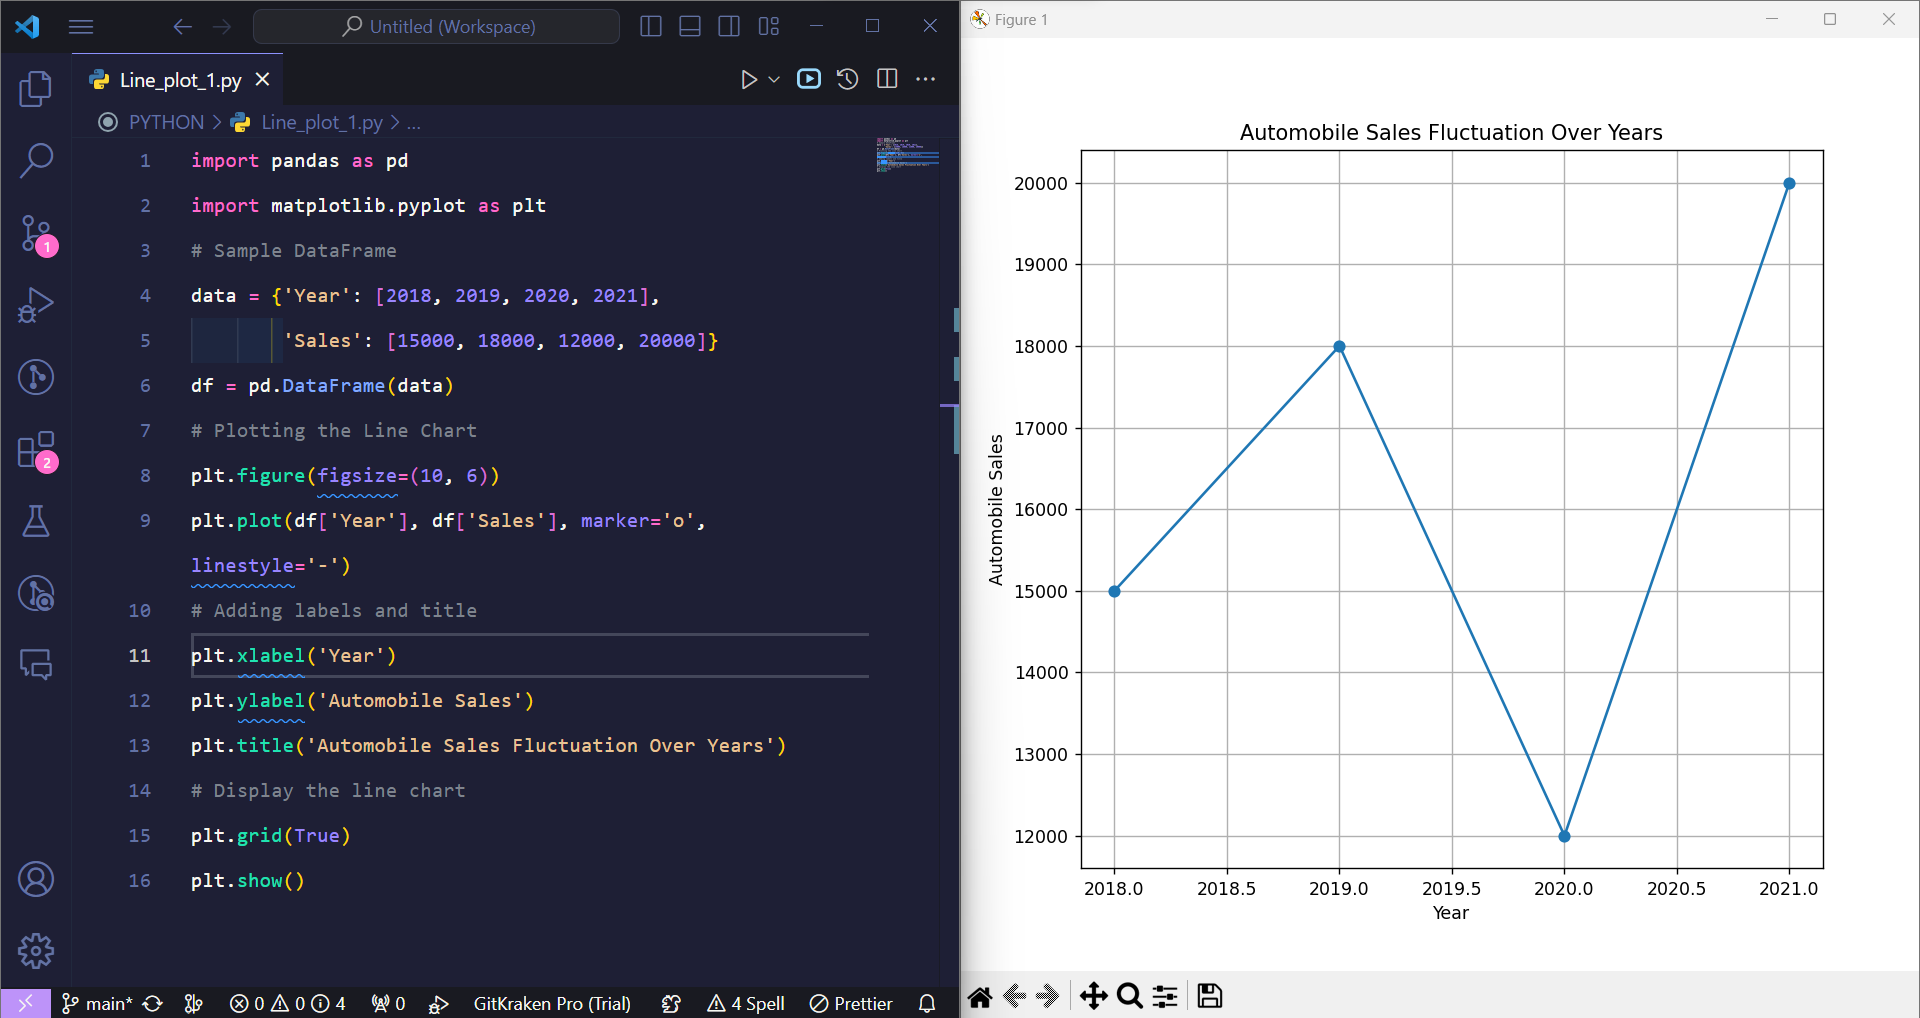 Untitled (Workspace)
Line_plot_1.py
PYTHON > Line_plot_1.py > ...
1 import pandas as pd
2 import matplotlib.pyplot as plt
3 # Sample DataFrame
4 data = {'Year': [2018, 2019, 2020, 2021],
5 'Sales': [15000, 18000, 12000, 20000]}
6 df = pd.DataFrame(data)
7 # Plotting the Line Chart
8 plt.figure(figsize=(10, 6))
9 plt.plot(df['Year'], df['Sales'], marker='o',
linestyle='-')
10 # Adding labels and title
11 plt.xlabel('Year')
12 plt.ylabel('Automobile Sales')
13 plt.title('Automobile Sales Fluctuation Over Years')
14 # Display the line chart
15 plt.grid(True)
16 plt.show()
1
2
main* 0 0 4 0 GitKraken Pro (Trial) 4 Spell Prettier
Figure 1
Automobile Sales Fluctuation Over Years
20000
19000
18000
17000
16000
15000
14000
13000
12000
Automobile Sales
2018.0 2018.5 2019.0 2019.5 2020.0 2020.5 2021.0
Year